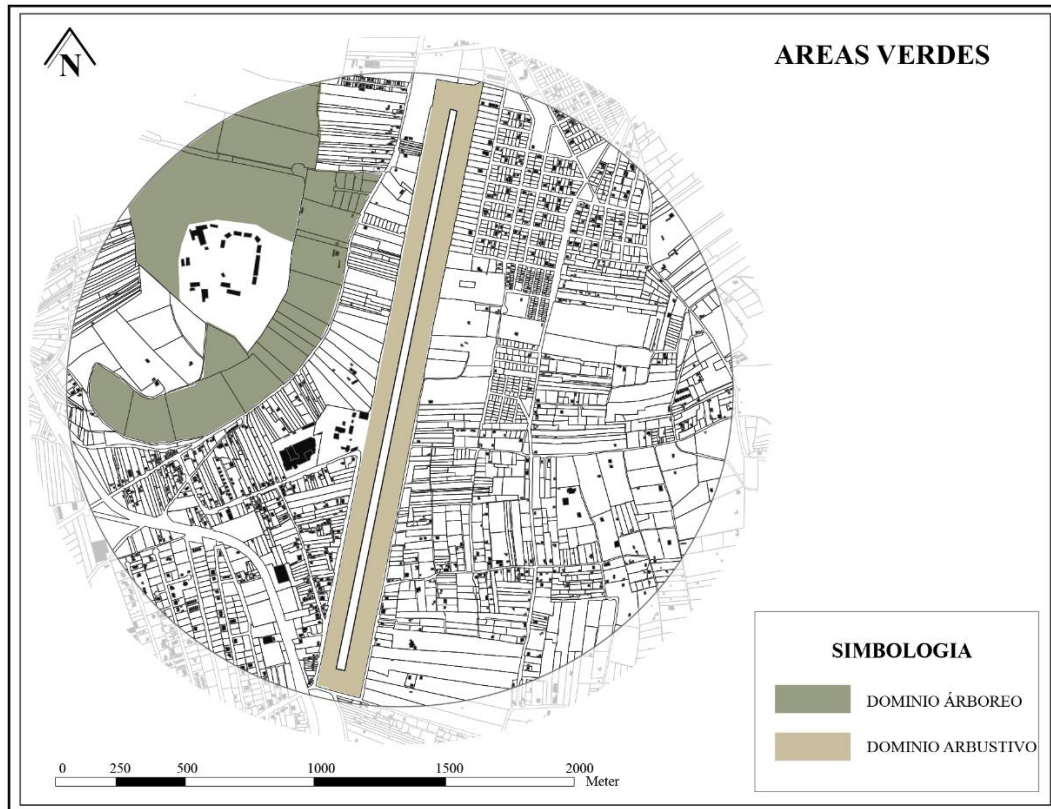 N
AREAS VERDES
SIMBOLOGIA
DOMINIO ÁRBOREO
DOMINIO ARBUSTIVO
0 250 500 1000 1500 2000
Meter